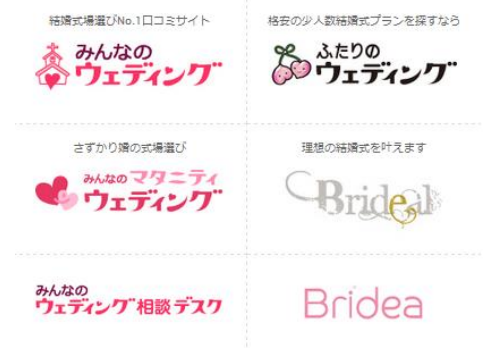 結婚式場選びNo.1口コミサイト
みんなの
ウェディング
格安の少人数結婚式プランを探すなら
ふたりの
ウェディング
さずかり婚の式場選び
みんなのマタニティ
ウェディング
理想の結婚式を叶えます
Brideal
みんなの
ウェディング相談デスク
Bridea